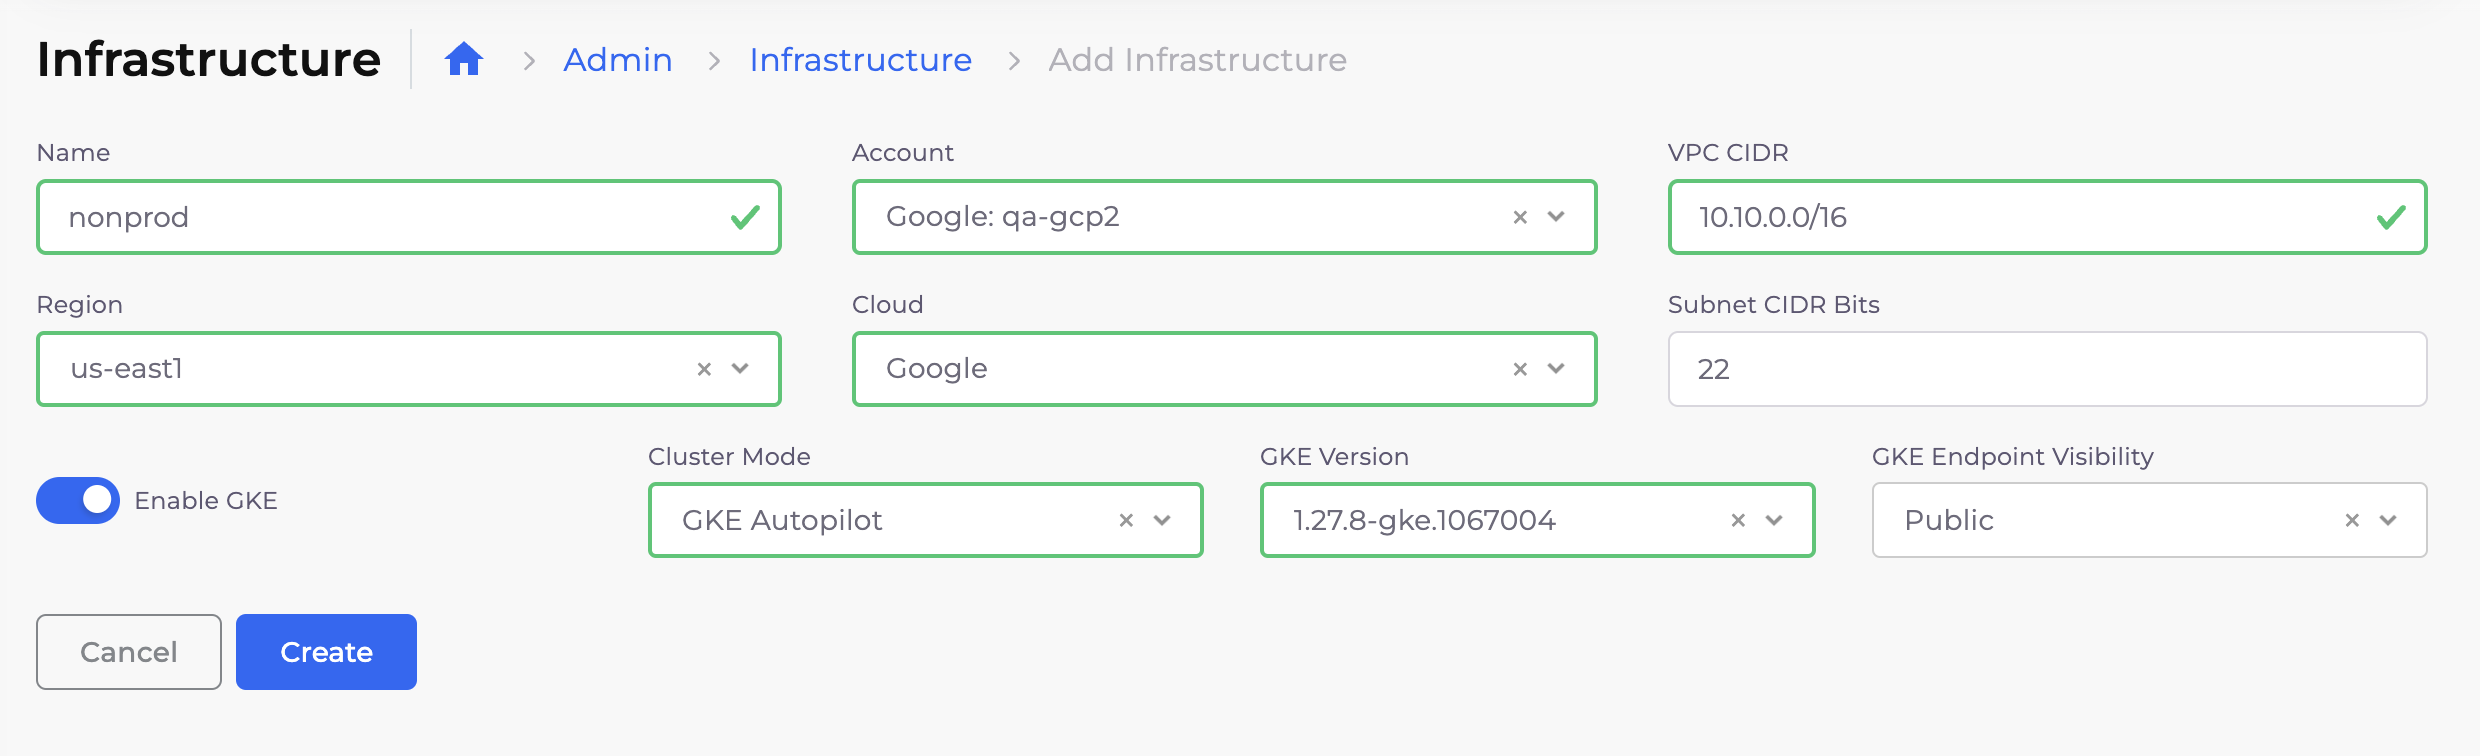 Infrastructure
Admin
Infrastructure
Add Infrastructure
Name
Account
VPC CIDR
nonprod
Google: qa-gcp2
10.10.0.0/16
Region
Cloud
Subnet CIDR Bits
us-east1
Google
22
Enable GKE
Cluster Mode
GKE Version
GKE Endpoint Visibility
GKE Autopilot
1.27.8-gke.1067004
Public
Cancel
Create